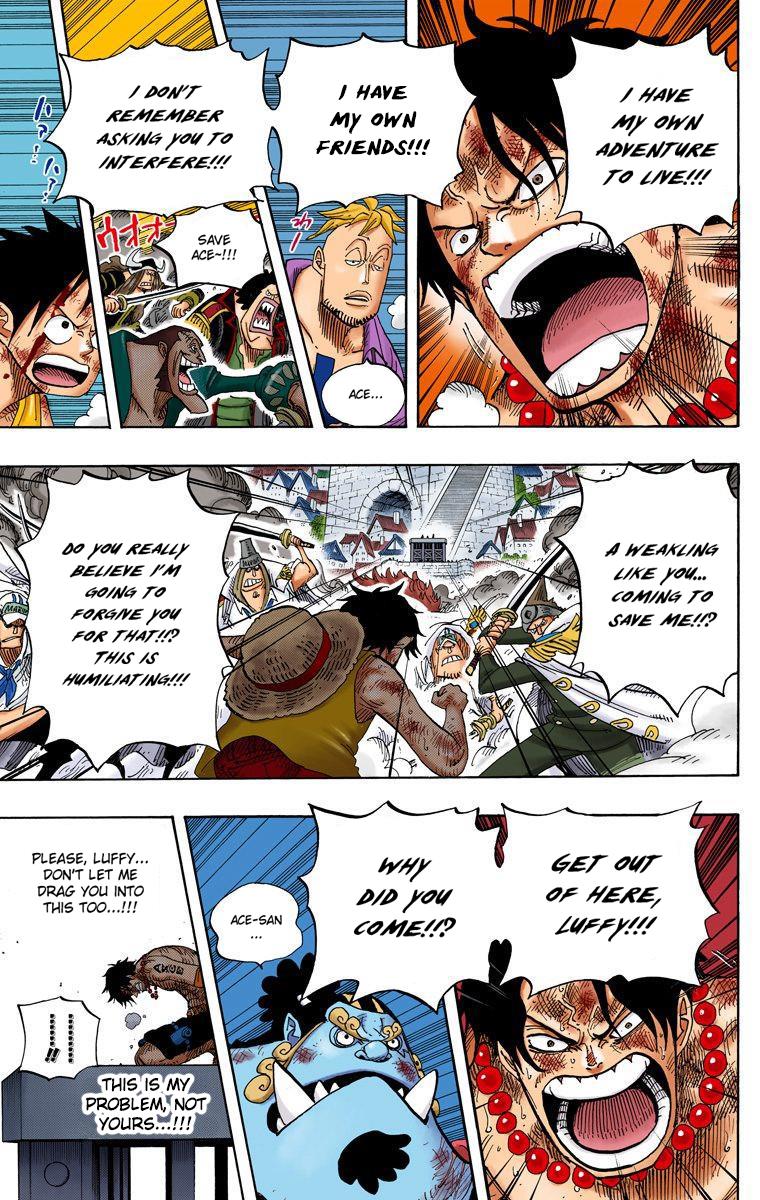 I HAVE
MY OWN
ADVENTURE
TO LIVE!!!
I HAVE
MY OWN
FRIENDS!!!
ACE...
I DON'T
REMEMBER
ASKING YOU TO
INTERFERE!!!
SAVE
ACE~!!!
ウオオ
A WEAKLING
LIKE YOU...
COMING TO
SAVE ME!!?
DO YOU REALLY
BELIEVE I'M
GOING TO
FORGIVE YOU
FOR THAT!!?
THIS IS
HUMILIATING!!!
GET OUT
OF HERE,
LUFFY!!!
WHY
DID YOU
COME!!?
ACE-SAN
...
PLEASE, LUFFY...
DON'T LET ME
DRAG YOU INTO
THIS TOO...!!!
THIS IS MY
PROBLEM, NOT
YOURS...!!!